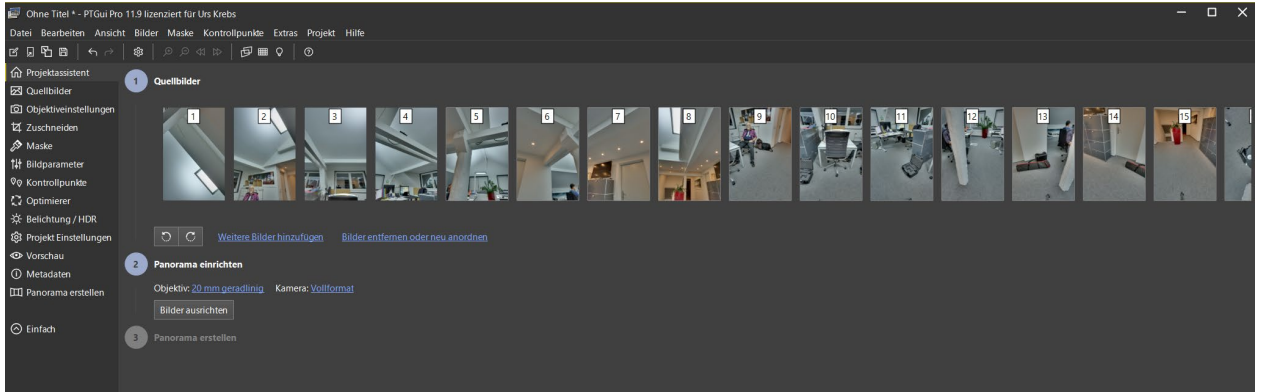 Ohne Titel * - PTGui Pro 11.9 lizenziert für Urs Krebs
Datei Bearbeiten Ansicht Bilder Maske Kontrollpunkte Extras Projekt Hilfe
Projektassistent
Quellbilder
Objektiveinstellungen
Zuschneiden
Maske
Bildparameter
Kontrollpunkte
Optimierer
Belichtung / HDR
Projekt Einstellungen
Vorschau
Metadaten
Panorama erstellen
Einfach
1 Quellbilder
1 2 3 4 5 6 7 8 9 10 11 12 13 14 15
Weitere Bilder hinzufügen Bilder entfernen oder neu anordnen
2 Panorama einrichten
Objektiv: 20 mm geradlinig Kamera: Vollformat
Bilder ausrichten
3 Panorama erstellen